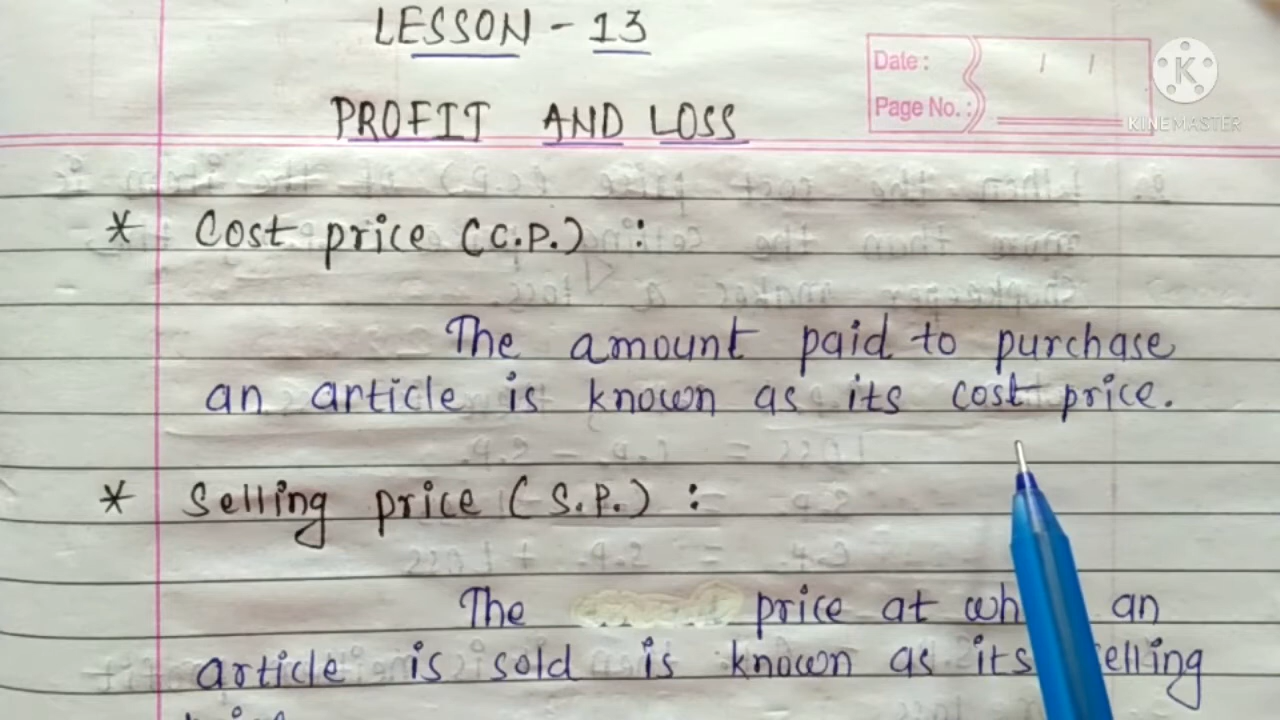 LESSON - 13
Date :
Page No. :
K
KINEMASTER
PROFIT AND LOSS
* Cost price (C.P.) :
The amount paid to purchase
an article is known as its cost price.
* Selling price (S.P.) :
The price at wh an
article is sold is known as its elling